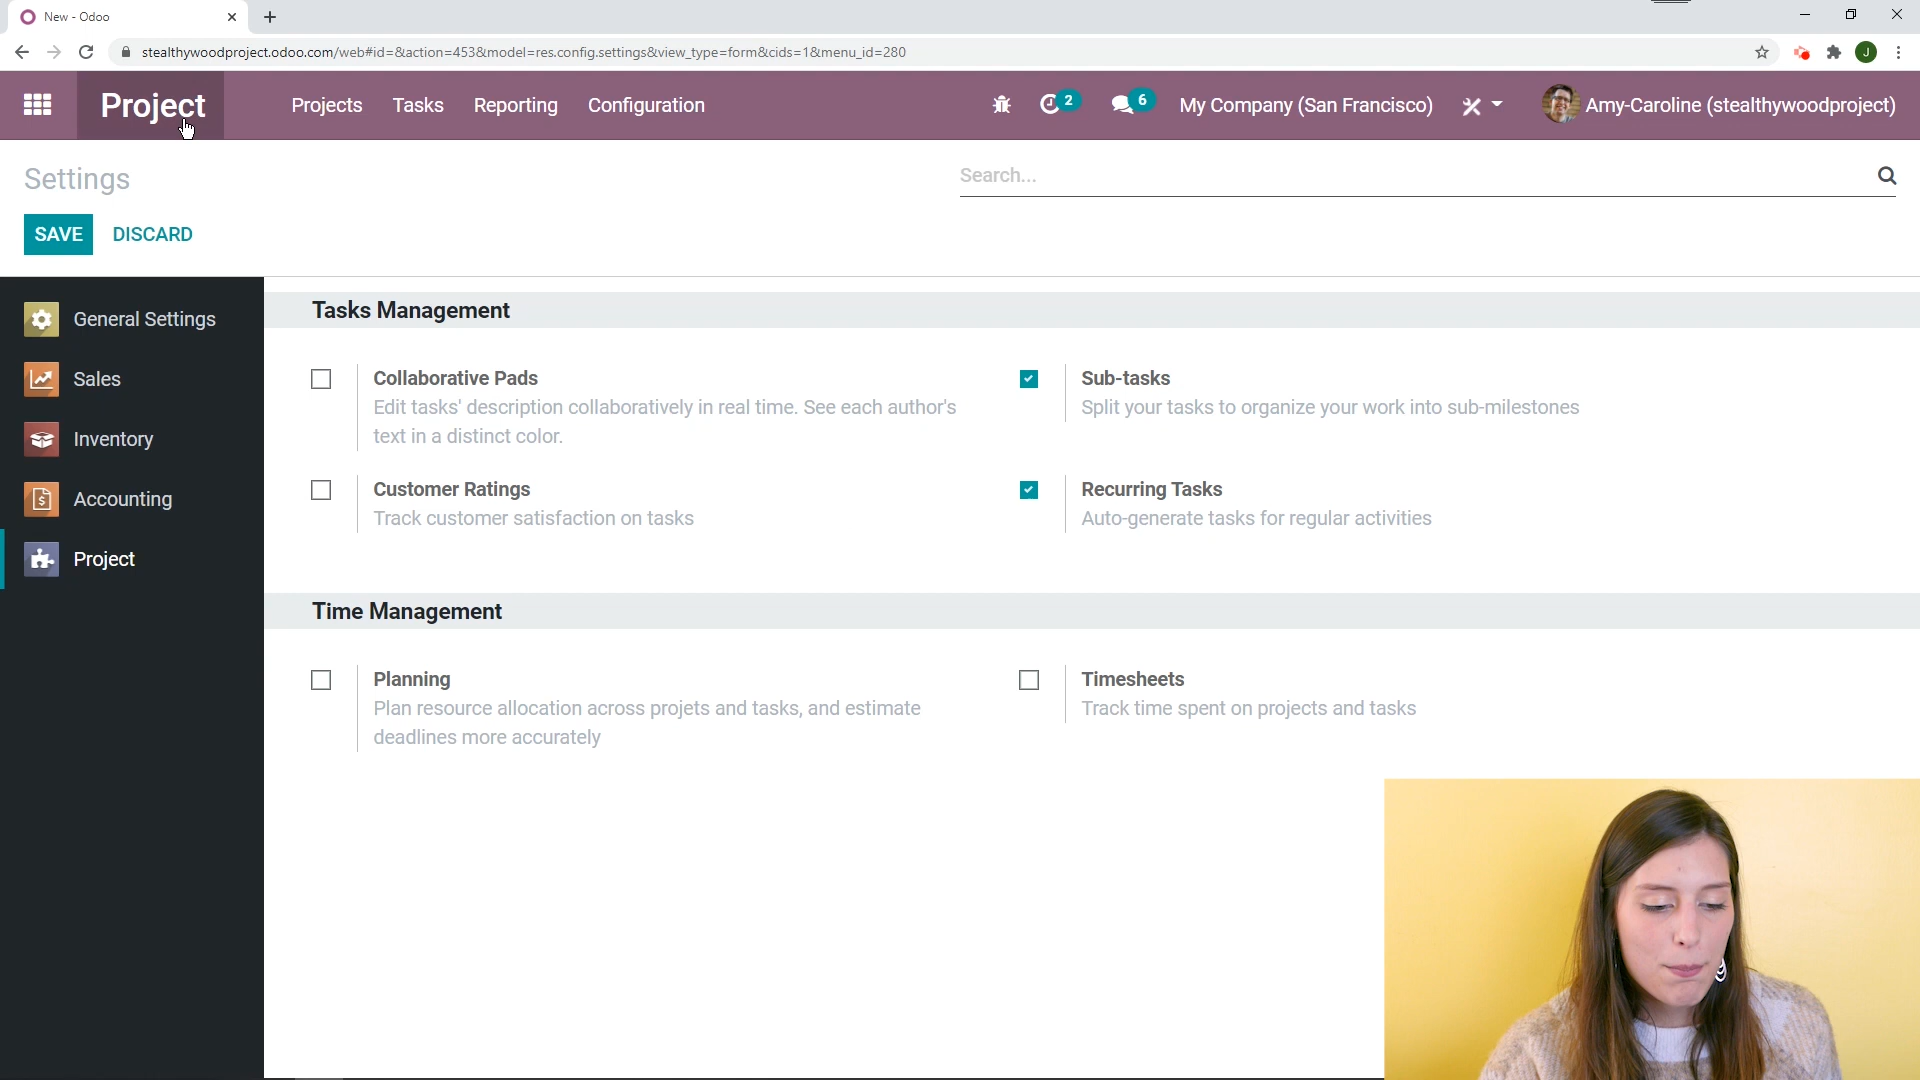 New - Odoo
stealthywoodproject.odoo.com/web#id=&action=453&model=res.config.settings&view_type=form&cids=1&menu_id=280
J
Project
Projects
Tasks
Reporting
Configuration
2
6
My Company (San Francisco)
Amy-Caroline (stealthywoodproject)
Settings
Search...
SAVE
DISCARD
General Settings
Sales
Inventory
Accounting
Project
Tasks Management
Collaborative Pads
Edit tasks' description collaboratively in real time. See each author's
text in a distinct color.
Sub-tasks
Split your tasks to organize your work into sub-milestones
Customer Ratings
Track customer satisfaction on tasks
Recurring Tasks
Auto-generate tasks for regular activities
Time Management
Planning
Plan resource allocation across projets and tasks, and estimate
deadlines more accurately
Timesheets
Track time spent on projects and tasks